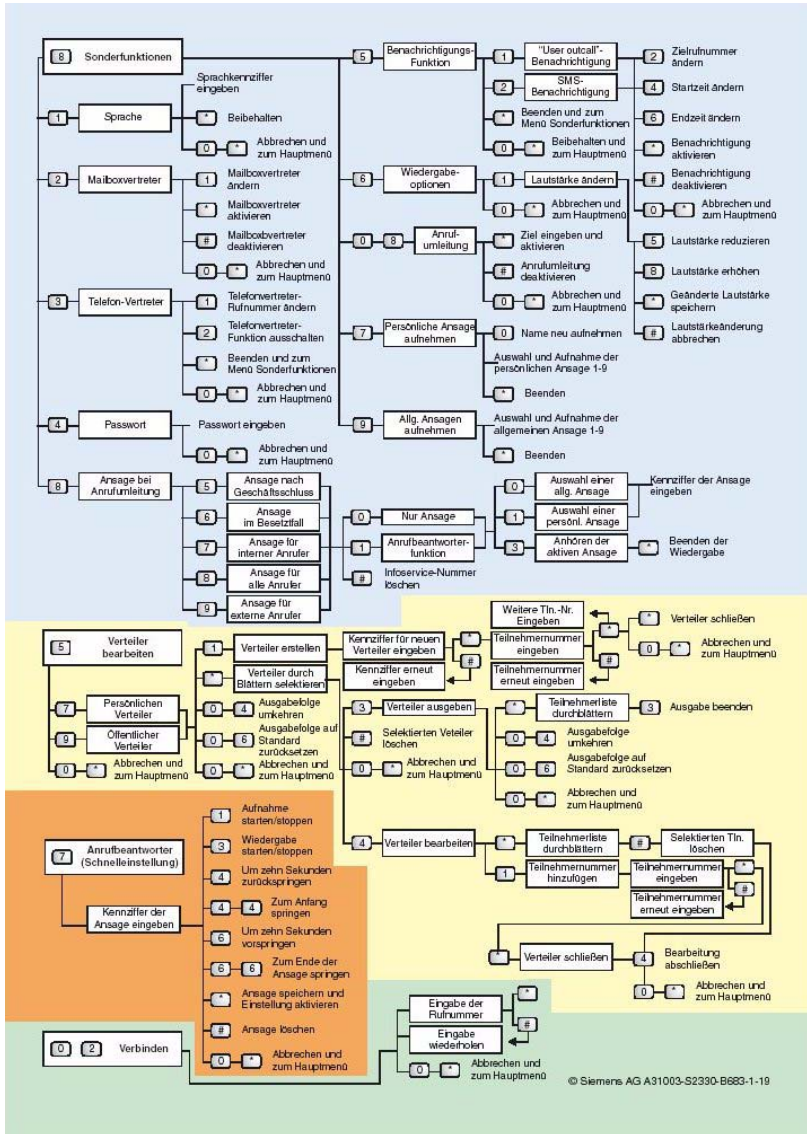 8 Sonderfunktionen
Sprachkennziffer
eingeben
1 Sprache
* Beibehalten
0 * Abbrechen und
zum Hauptmenü
2 Mailboxvertreter
1 Mailboxvertreter
ändern
* Mailboxvertreter
aktivieren
# Mailboxbvertreter
deaktivieren
0 * Abbrechen und
zum Hauptmenü
3 Telefon-Vertreter
1 Telefonvertreter-
Rufnummer ändern
2 Telefonvertreter-
Funktion ausschalten
* Beenden und zum
Menü Sonderfunktionen
0 * Abbrechen und
zum Hauptmenü
4 Passwort
Passwort eingeben
0 * Abbrechen und
zum Hauptmenü
5 Benachrichtigungs-
Funktion
1 "User outcall"-
Benachrichtigung
2 SMS-
Benachrichtigung
* Beenden und zum
Menü Sonderfunktionen
0 * Beibehalten und
zum Hauptmenü
2 Zielrufnummer
ändern
4 Startzeit ändern
6 Endzeit ändern
* Benachrichtigung
aktivieren
# Benachrichtigung
deaktivieren
0 * Abbrechen und
zum Hauptmenü
6 Wiedergabe-
optionen
1 Lautstärke ändern
0 * Abbrechen und
zum Hauptmenü
5 Lautstärke reduzieren
8 Lautstärke erhöhen
* Geänderte Lautstärke
speichern
# Lautstärkeänderung
abbrechen
0 8 Anruf-
umleitung
* Ziel eingeben und
aktivieren
# Anrufumleitung
deaktivieren
0 * Abbrechen und
zum Hauptmenü
7 Persönliche Ansage
aufnehmen
0 Name neu aufnehmen
Auswahl und Aufnahme der
persönlichen Ansage 1-9
* Beenden
9 Allg. Ansagen
aufnehmen
Auswahl und Aufnahme der
allgemeinen Ansage 1-9
* Beenden
8 Ansage bei
Anrufumleitung
5 Ansage nach
Geschäftsschluss
6 Ansage
im Besetztfall
7 Ansage für
interner Anrufer
8 Ansage für
alle Anrufer
9 Ansage für
externe Anrufer
0 Nur Ansage
1 Anrufbeantworter-
funktion
# Infoservice-Nummer
löschen
0 Auswahl einer
allg. Ansage
1 Auswahl einer
persönl. Ansage
3 Anhören der
aktiven Ansage
Kennziffer der Ansage
eingeben
* Beenden der
Wiedergabe
5 Verteiler
bearbeiten
7 Persönlichen
Verteiler
9 Öffentlicher
Verteiler
0 * Abbrechen und
zum Hauptmenü
1 Verteiler erstellen
* Verteiler durch
Blättern selektieren
0 4 Ausgabefolge
umkehren
0 6 Ausgabefolge auf
Standard
zurücksetzen
0 * Abbrechen und
zum Hauptmenü
Kennziffer für neuen
Verteiler eingeben
Kennziffer erneut
eingeben
*
#
Weitere Tln.-Nr.
Eingeben
Teilnehmernummer
eingeben
Teilnehmernummer
erneut eingeben
*
#
* Verteiler schließen
0 * Abbrechen und
zum Hauptmenü
3 Verteiler ausgeben
# Selektierten Veteiler
löschen
0 * Abbrechen und
zum Hauptmenü
* Teilnehmerliste
durchblättern
3 Ausgabe beenden
0 4 Ausgabefolge
umkehren
0 6 Ausgabefolge auf
Standard zurücksetzen
0 * Abbrechen und
zum Hauptmenü
4 Verteiler bearbeiten
* Teilnehmerliste
durchblättern
# Selektierten Tln.
löschen
1 Teilnehmernummer
hinzufügen
Teilnehmernummer
eingeben
Teilnehmernummer
erneut eingeben
*
#
* Verteiler schließen
4 Bearbeitung
abschließen
0 * Abbrechen und
zum Hauptmenü
7 Anrufbeantworter
(Schnelleinstellung)
Kennziffer der
Ansage eingeben
1 Aufnahme
starten/stoppen
3 Wiedergabe
starten/stoppen
4 Um zehn Sekunden
zurückspringen
4 4 Zum Anfang
springen
6 Um zehn Sekunden
vorspringen
6 6 Zum Ende der
Ansage springen
* Ansage speichern und
Einstellung aktivieren
# Ansage löschen
0 * Abbrechen und
zum Hauptmenü
0 2 Verbinden
Eingabe der
Rufnummer
Eingabe
wiederholen
*
#
0 * Abbrechen und
zum Hauptmenü
© Siemens AG A31003-S2330-B683-1-19